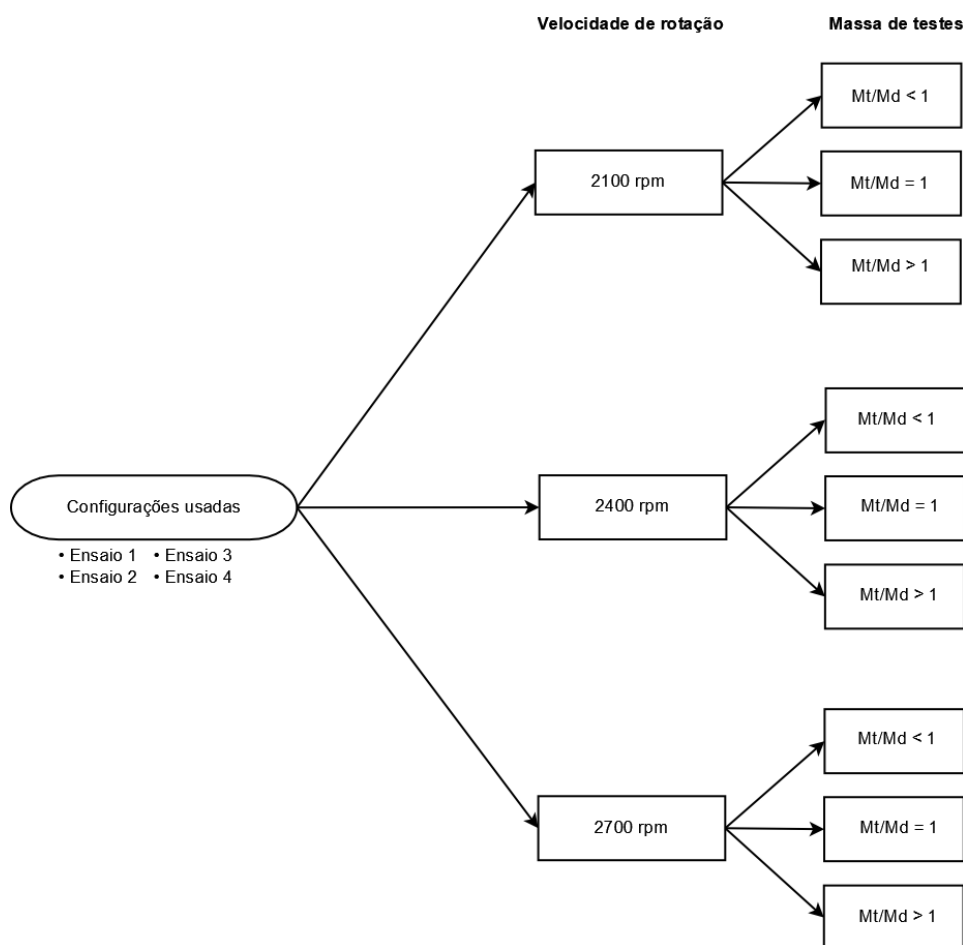 Velocidade de rotação
Massa de testes
Mt/Md < 1
2100 rpm
Mt/Md = 1
Mt/Md > 1
Mt/Md < 1
Configurações usadas
2400 rpm
Mt/Md = 1
• Ensaio 1 • Ensaio 3
• Ensaio 2 • Ensaio 4
Mt/Md > 1
Mt/Md < 1
2700 rpm
Mt/Md = 1
Mt/Md > 1